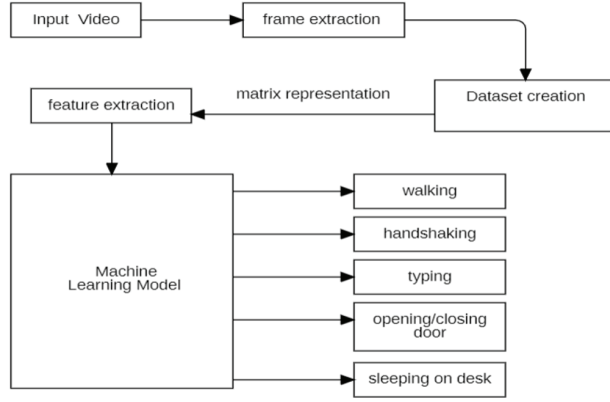 Input Video
frame extraction
Dataset creation
matrix representation
feature extraction
Machine
Learning Model
walking
handshaking
typing
opening/closing
door
sleeping on desk